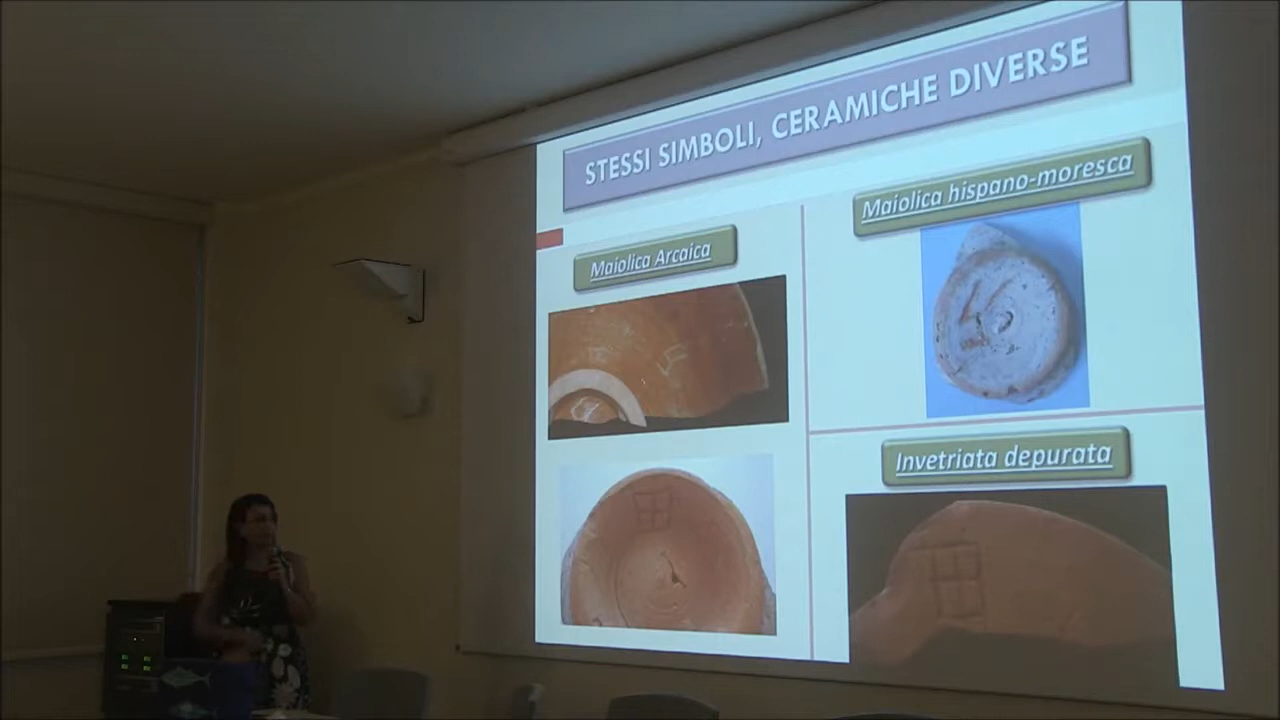 STESSI SIMBOLI, CERAMICHE DIVERSE
Maiolica Arcaica
Maiolica hispano-moresca
Invetriata depurata